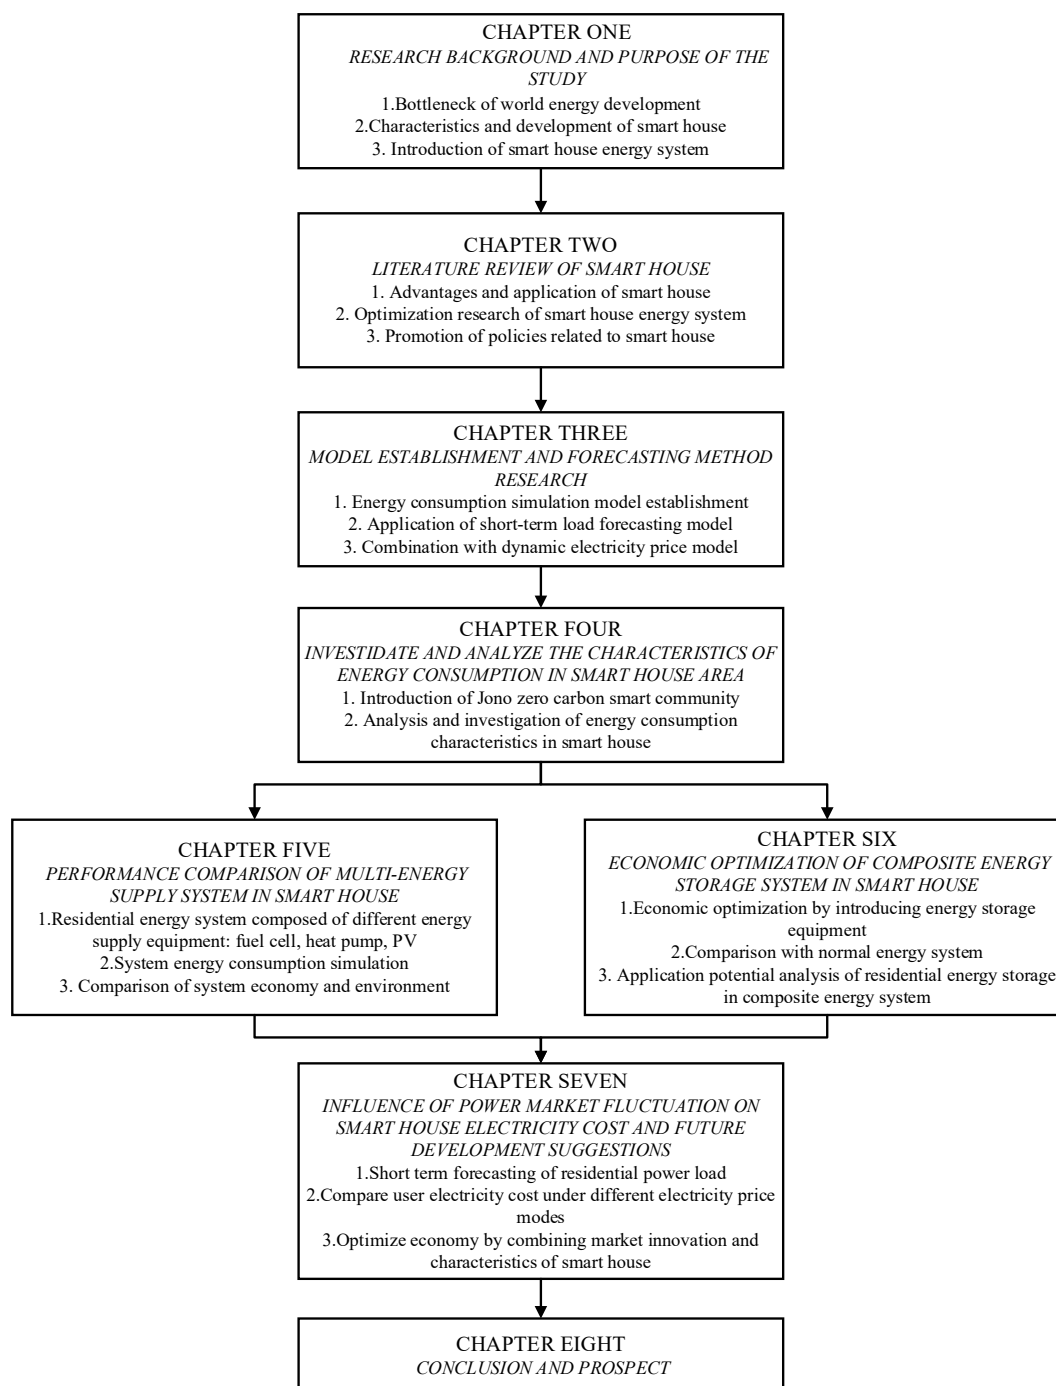 CHAPTER ONE
RESEARCH BACKGROUND AND PURPOSE OF THE
STUDY
1.Bottleneck of world energy development
2.Characteristics and development of smart house
3. Introduction of smart house energy system
CHAPTER TWO
LITERATURE REVIEW OF SMART HOUSE
1. Advantages and application of smart house
2. Optimization research of smart house energy system
3. Promotion of policies related to smart house
CHAPTER THREE
MODEL ESTABLISHMENT AND FORECASTING METHOD
RESEARCH
1. Energy consumption simulation model establishment
2. Application of short-term load forecasting model
3. Combination with dynamic electricity price model
CHAPTER FOUR
INVESTIDATE AND ANALYZE THE CHARACTERISTICS OF
ENERGY CONSUMPTION IN SMART HOUSE AREA
1. Introduction of Jono zero carbon smart community
2. Analysis and investigation of energy consumption
characteristics in smart house
CHAPTER FIVE
PERFORMANCE COMPARISON OF MULTI-ENERGY
SUPPLY SYSTEM IN SMART HOUSE
1.Residential energy system composed of different energy
supply equipment: fuel cell, heat pump, PV
2.System energy consumption simulation
3. Comparison of system economy and environment
CHAPTER SIX
ECONOMIC OPTIMIZATION OF COMPOSITE ENERGY
STORAGE SYSTEM IN SMART HOUSE
1.Economic optimization by introducing energy storage
equipment
2.Comparison with normal energy system
3. Application potential analysis of residential energy storage
in composite energy system
CHAPTER SEVEN
INFLUENCE OF POWER MARKET FLUCTUATION ON
SMART HOUSE ELECTRICITY COST AND FUTURE
DEVELOPMENT SUGGESTIONS
1.Short term forecasting of residential power load
2.Compare user electricity cost under different electricity price
modes
3.Optimize economy by combining market innovation and
characteristics of smart house
CHAPTER EIGHT
CONCLUSION AND PROSPECT